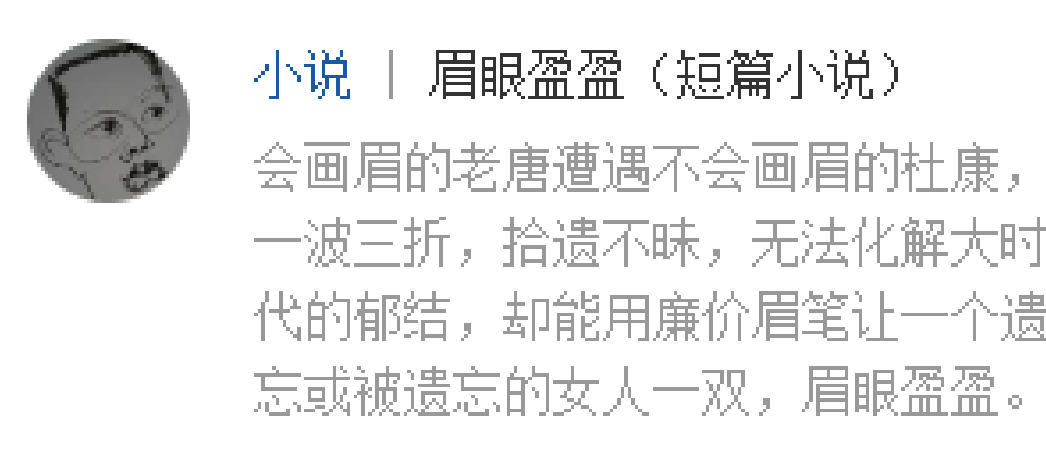 小说 | 眉眼盈盈（短篇小说）
会画眉的老唐遭遇不会画眉的杜康，
一波三折，拾遗不昧，无法化解大时
代的郁结，却能用廉价眉笔让一个遗
忘或被遗忘的女人一双，眉眼盈盈。